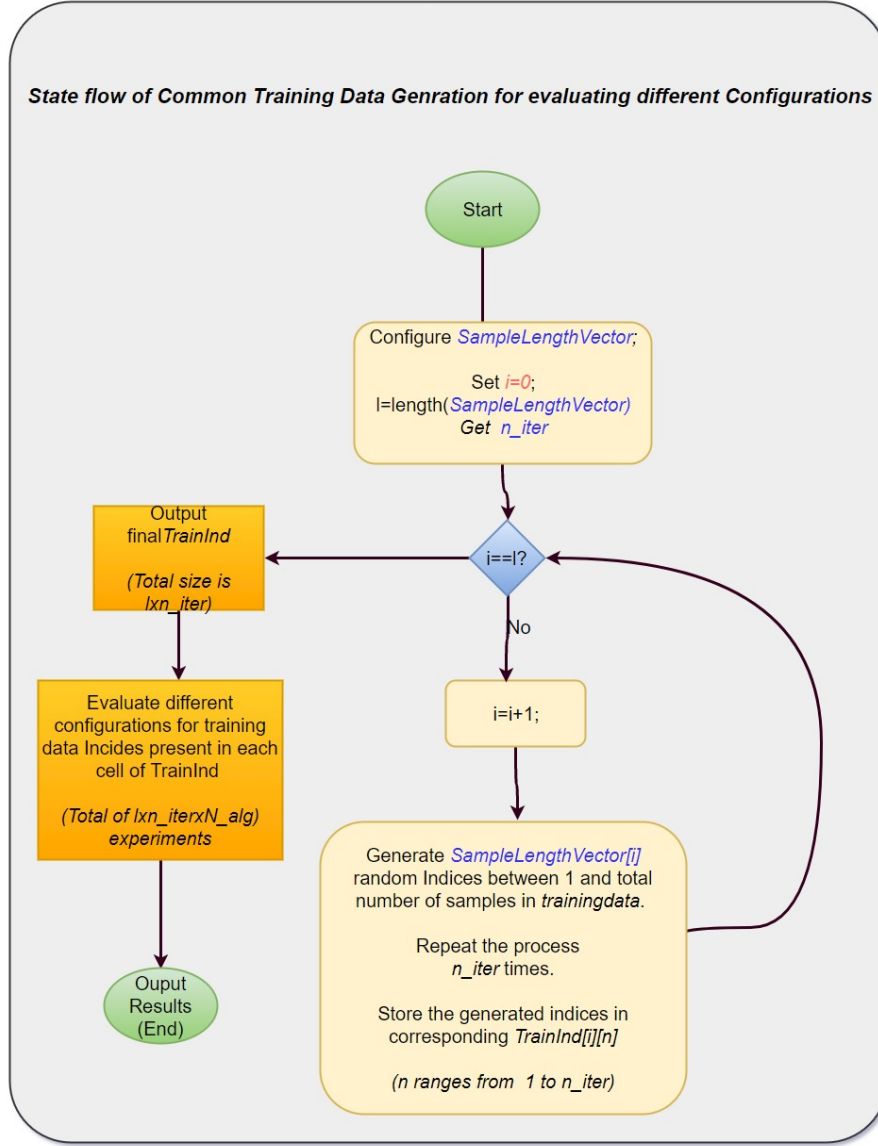 State flow of Common Training Data Genration for evaluating different Configurations
Start
Configure SampleLengthVector;
Set i=0;
l=length(SampleLengthVector)
Get n_iter
i==l?
No
i=i+1;
Generate SampleLengthVector[i]
random Indices between 1 and total
number of samples in trainingdata.
Repeat the process
n_iter times.
Store the generated indices in
corresponding TrainInd[i][n]
(n ranges from 1 to n_iter)
Output
finalTrainInd
(Total size is
lxn_iter)
Evaluate different
configurations for training
data Incides present in each
cell of TrainInd
(Total of lxn_iterxN_alg)
experiments
Ouput
Results
(End)